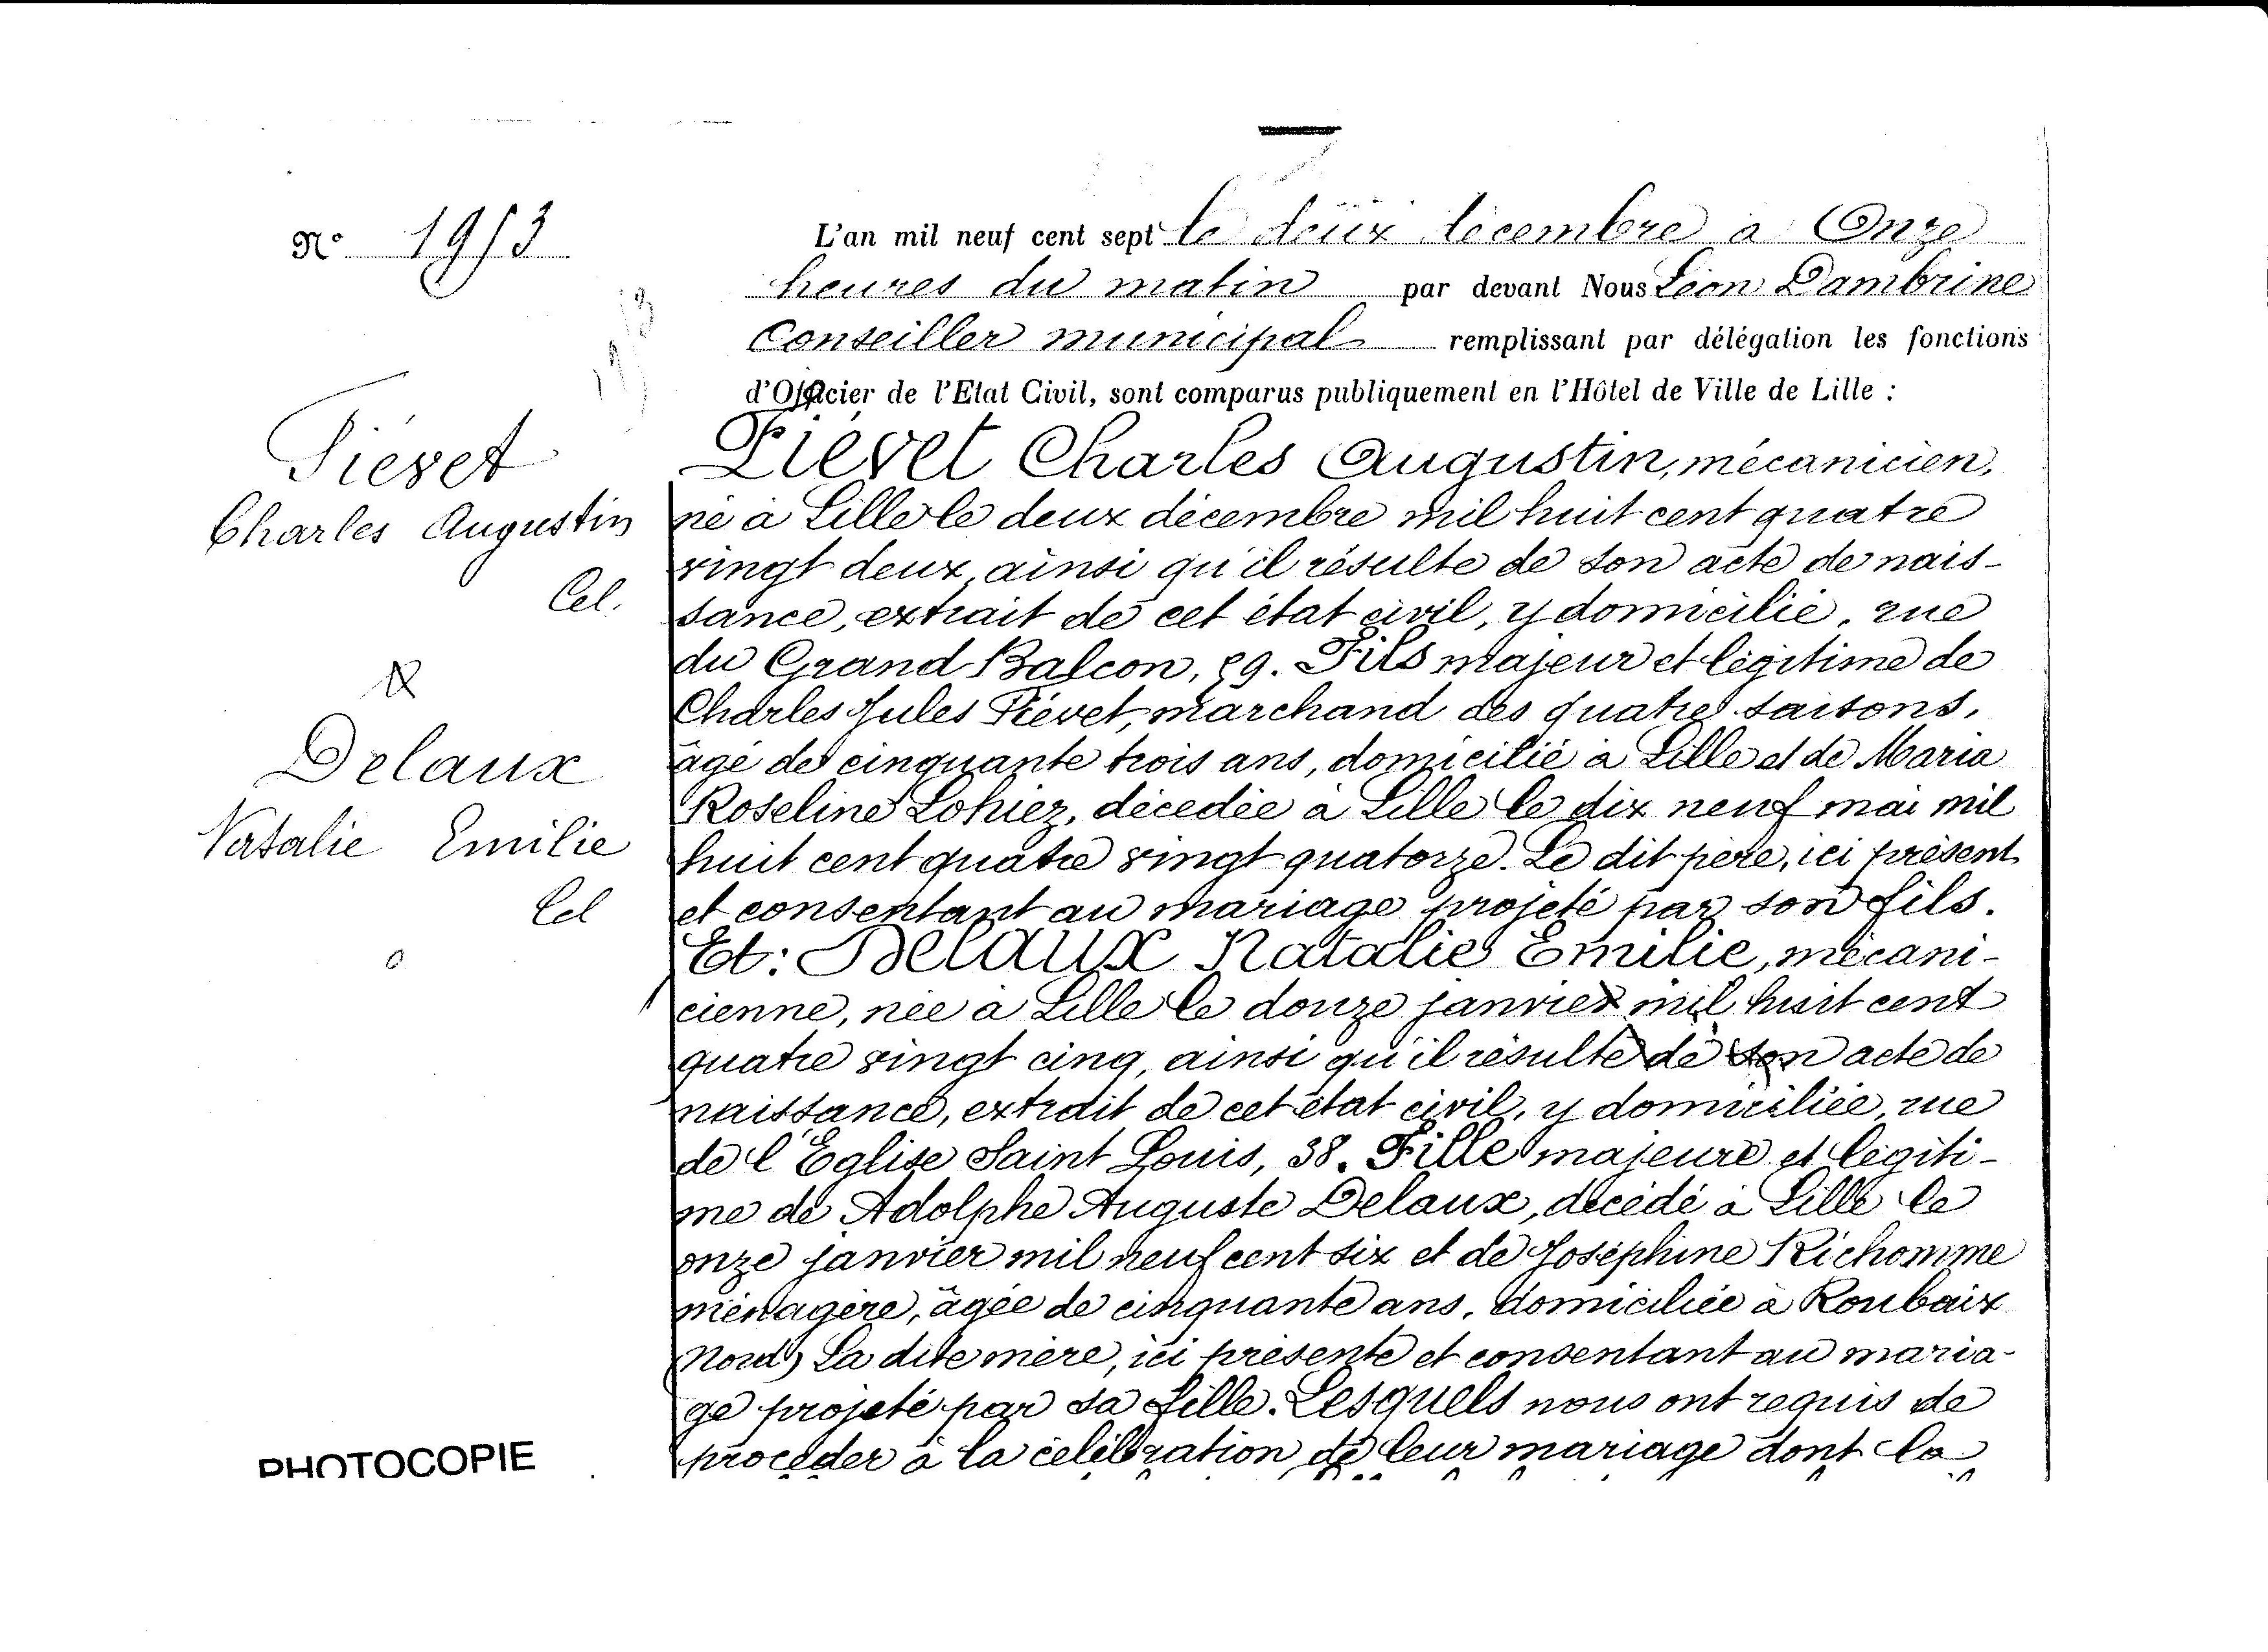 N° 1953
L'an mil neuf cent sept le deux décembre à Onze
heures du matin par devant Nous Léon Dambrine
Conseiller municipal remplissant par délégation les fonctions
d'Officier de l'Etat Civil, sont comparus publiquement en l'Hôtel de Ville de Lille :
Fiévet
Charles Augustin
Cel.
&
Delaux
Natalie Emilie
Cel
Fiévet Charles Augustin, mécanicien,
né à Lille le deux décembre mil huit cent quatre
vingt deux, ainsi qu'il résulte de son acte de nais-
sance, extrait de cet état civil, y domicilié, rue
du Grand Balcon, 29. Fils majeur et légitime de
Charles Jules Fiévet, marchand des quatre saisons,
âgé de cinquante trois ans, domicilié à Lille et de Maria
Roseline Lohiez, décédée à Lille le dix neuf mai mil
huit cent quatre vingt quatorze. Le dit père, ici présent
et consentant au mariage projeté par son fils.
Et: Delaux Natalie Emilie, mécani-
cienne, née à Lille le douze janvier mil huit cent
quatre vingt cinq, ainsi qu'il résulte de son acte de
naissance, extrait de cet état civil, y domiciliée, rue
de l'Eglise Saint Louis, 38. Fille majeure et légiti-
me de Adolphe Auguste Delaux, décédé à Lille le
onze janvier mil neuf cent six et de Joséphine Richomme
ménagère, âgée de cinquante ans, domiciliée à Roubaix
(Nord) La dite mère, ici présente et consentant au maria-
ge projeté par sa fille. Lesquels nous ont requis de
procéder à la célébration de leur mariage dont la
PHOTOCOPIE